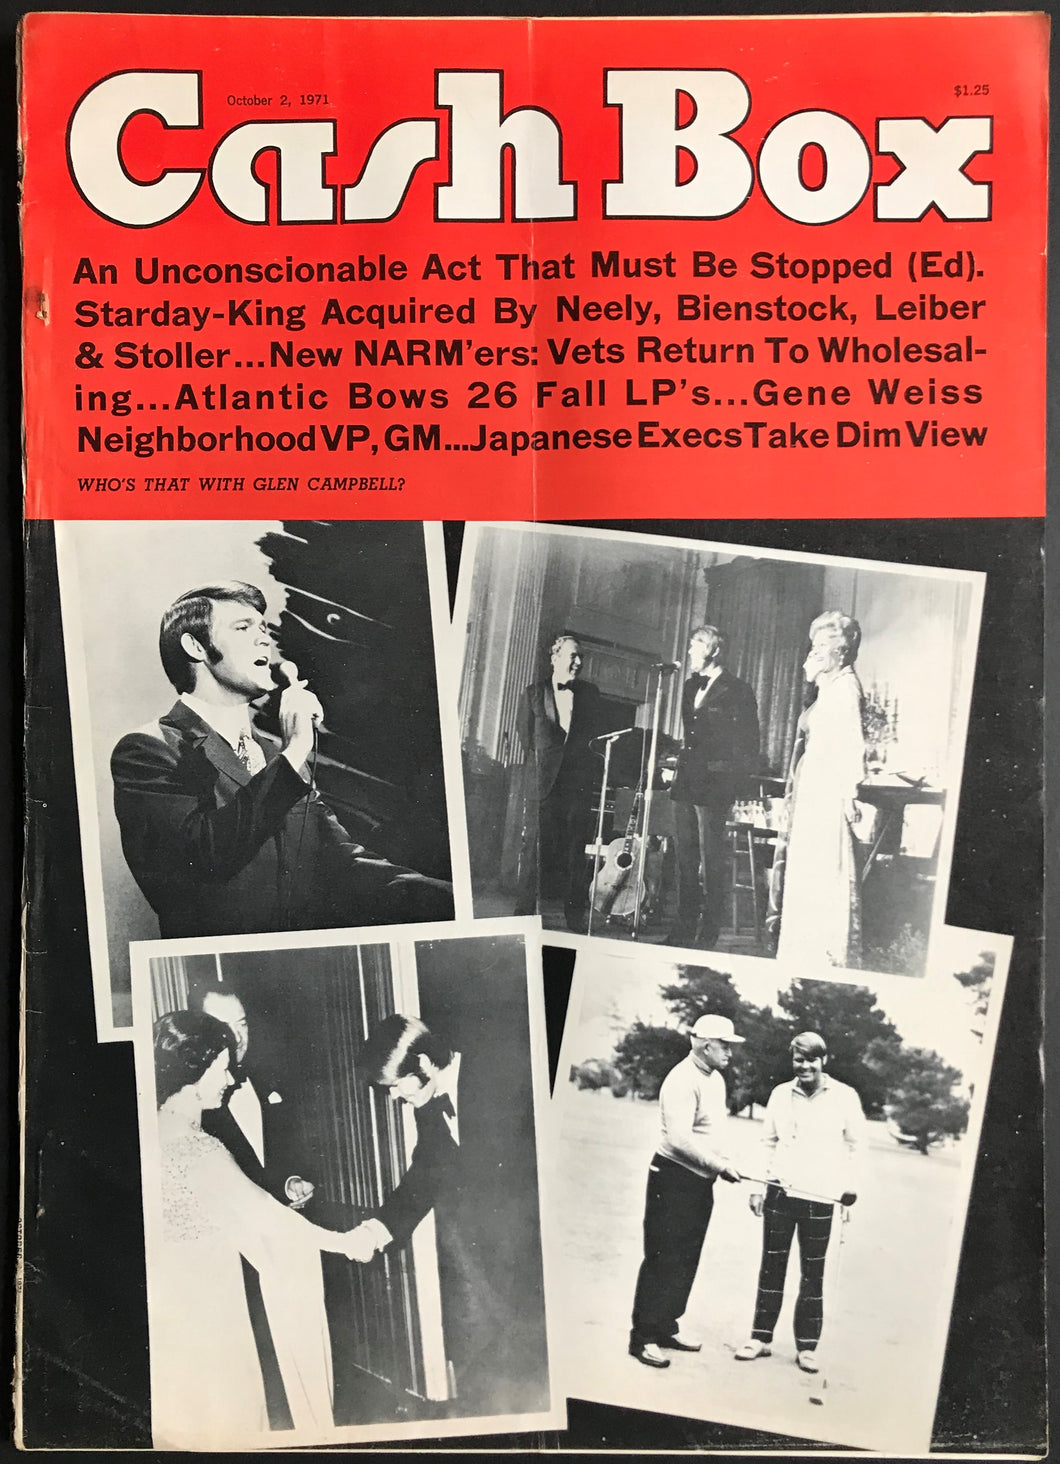 October 2, 1971
$1.25
Cash Box
An Unconscionable Act That Must Be Stopped (Ed).
Starday-King Acquired By Neely, Bienstock, Leiber
& Stoller...New NARM'ers: Vets Return To Wholesal-
ing...Atlantic Bows 26 Fall LP's...Gene Weiss
Neighborhood VP, GM...Japanese Execs Take Dim View
WHO'S THAT WITH GLEN CAMPBELL?